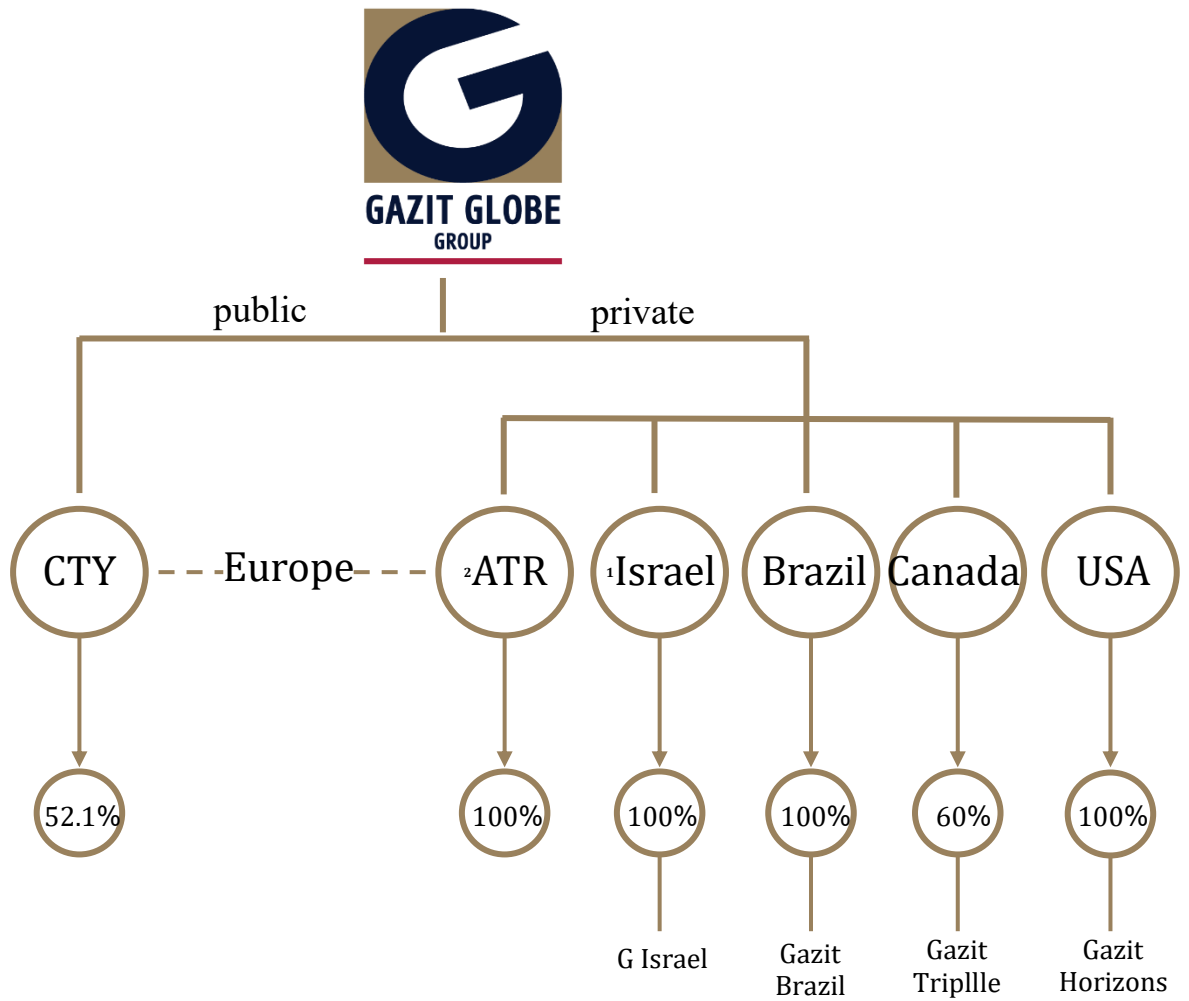 GAZIT GLOBE
GROUP
public
private
CTY
Europe
²ATR
¹Israel
Brazil
Canada
USA
52.1%
100%
100%
100%
60%
100%
G Israel
Gazit
Brazil
Gazit
Tripllle
Gazit
Horizons